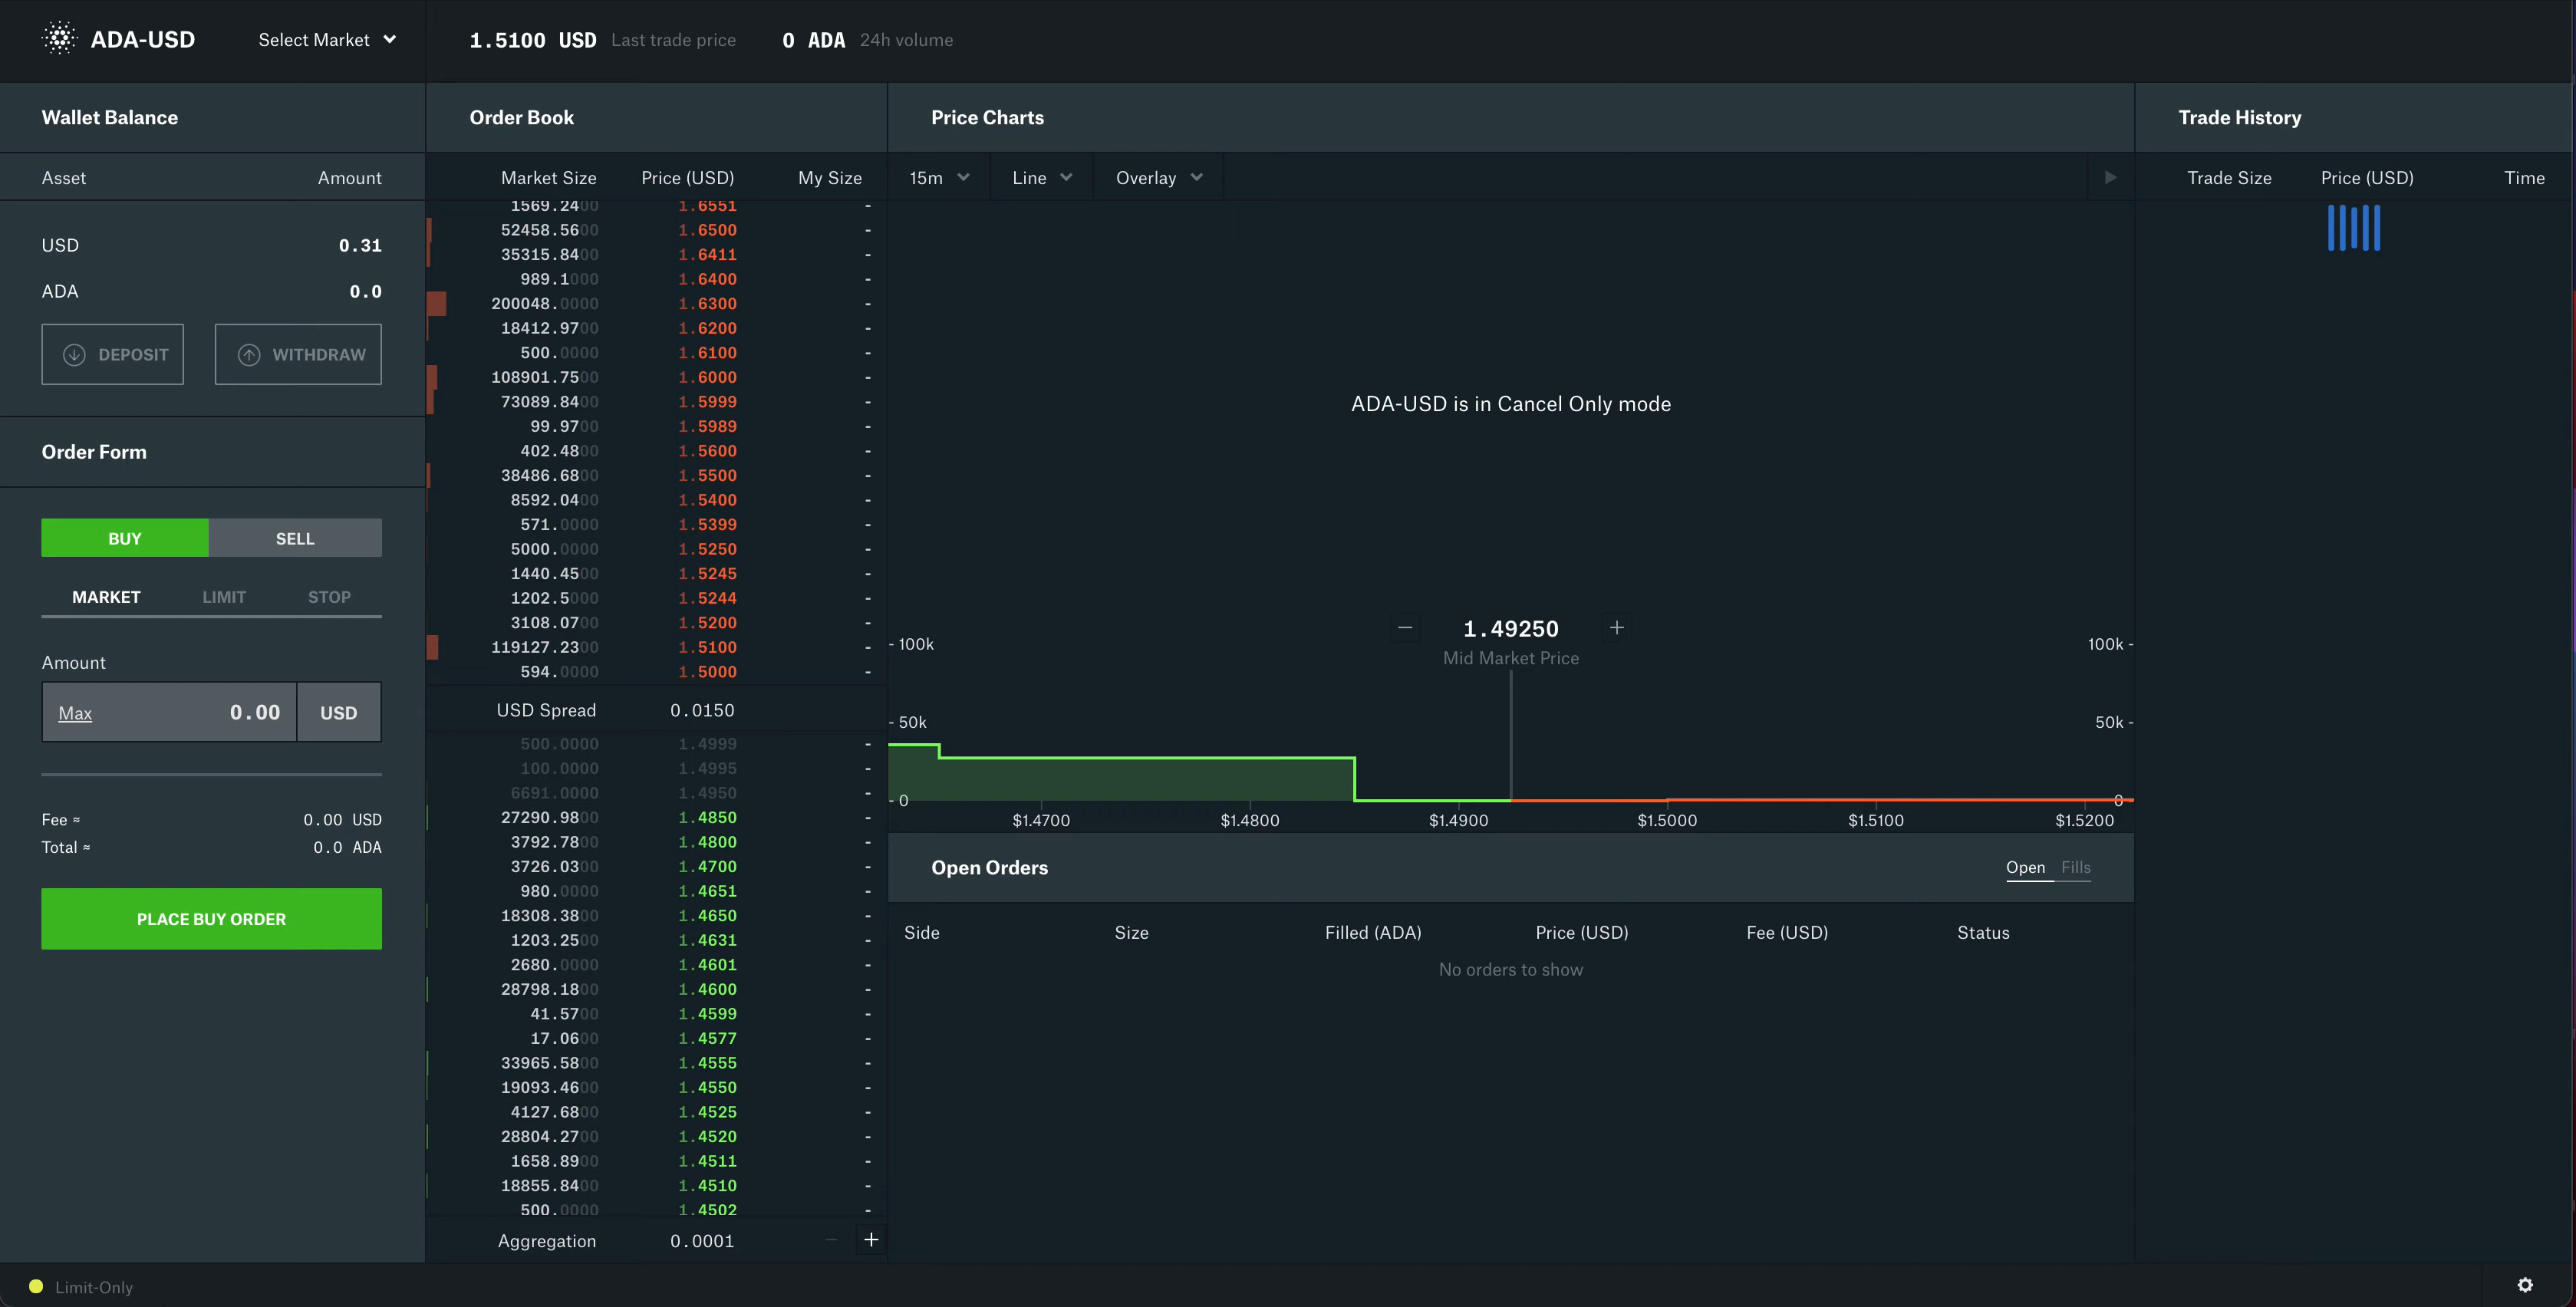 ADA-USD Select Market 1.5100 USD Last trade price 0 ADA 24h volume
Wallet Balance
Asset Amount
USD 0.31
ADA 0.0
DEPOSIT WITHDRAW
Order Form
BUY SELL
MARKET LIMIT STOP
Amount
Max 0.00 USD
Fee ≈ 0.00 USD
Total ≈ 0.0 ADA
PLACE BUY ORDER
Order Book
Market Size Price (USD) My Size
1569.2400 1.6551 -
52458.5600 1.6500 -
35315.8400 1.6411 -
989.1000 1.6400 -
200048.0000 1.6300 -
18412.9700 1.6200 -
500.0000 1.6100 -
108901.7500 1.6000 -
73089.8400 1.5999 -
99.9700 1.5989 -
402.4800 1.5600 -
38486.6800 1.5500 -
8592.0400 1.5400 -
571.0000 1.5399 -
5000.0000 1.5250 -
1440.4500 1.5245 -
1202.5000 1.5244 -
3108.0700 1.5200 -
119127.2300 1.5100 -
594.0000 1.5000 -
USD Spread 0.0150
500.0000 1.4999 -
100.0000 1.4995 -
6691.0000 1.4950 -
27290.9800 1.4850 -
3792.7800 1.4800 -
3726.0300 1.4700 -
980.0000 1.4651 -
18308.3800 1.4650 -
1203.2500 1.4631 -
2680.0000 1.4601 -
28798.1800 1.4600 -
41.5700 1.4599 -
17.0600 1.4577 -
33965.5800 1.4555 -
19093.4600 1.4550 -
4127.6800 1.4525 -
28804.2700 1.4520 -
1658.8900 1.4511 -
18855.8400 1.4510 -
500.0000 1.4502 -
Aggregation 0.0001 - +
Price Charts
15m Line Overlay
ADA-USD is in Cancel Only mode
- 1.49250 +
Mid Market Price
- 100k 100k -
- 50k 50k -
- 0 0 -
$1.4700 $1.4800 $1.4900 $1.5000 $1.5100 $1.5200
Open Orders Open Fills
Side Size Filled (ADA) Price (USD) Fee (USD) Status
No orders to show
Trade History
Trade Size Price (USD) Time
Limit-Only